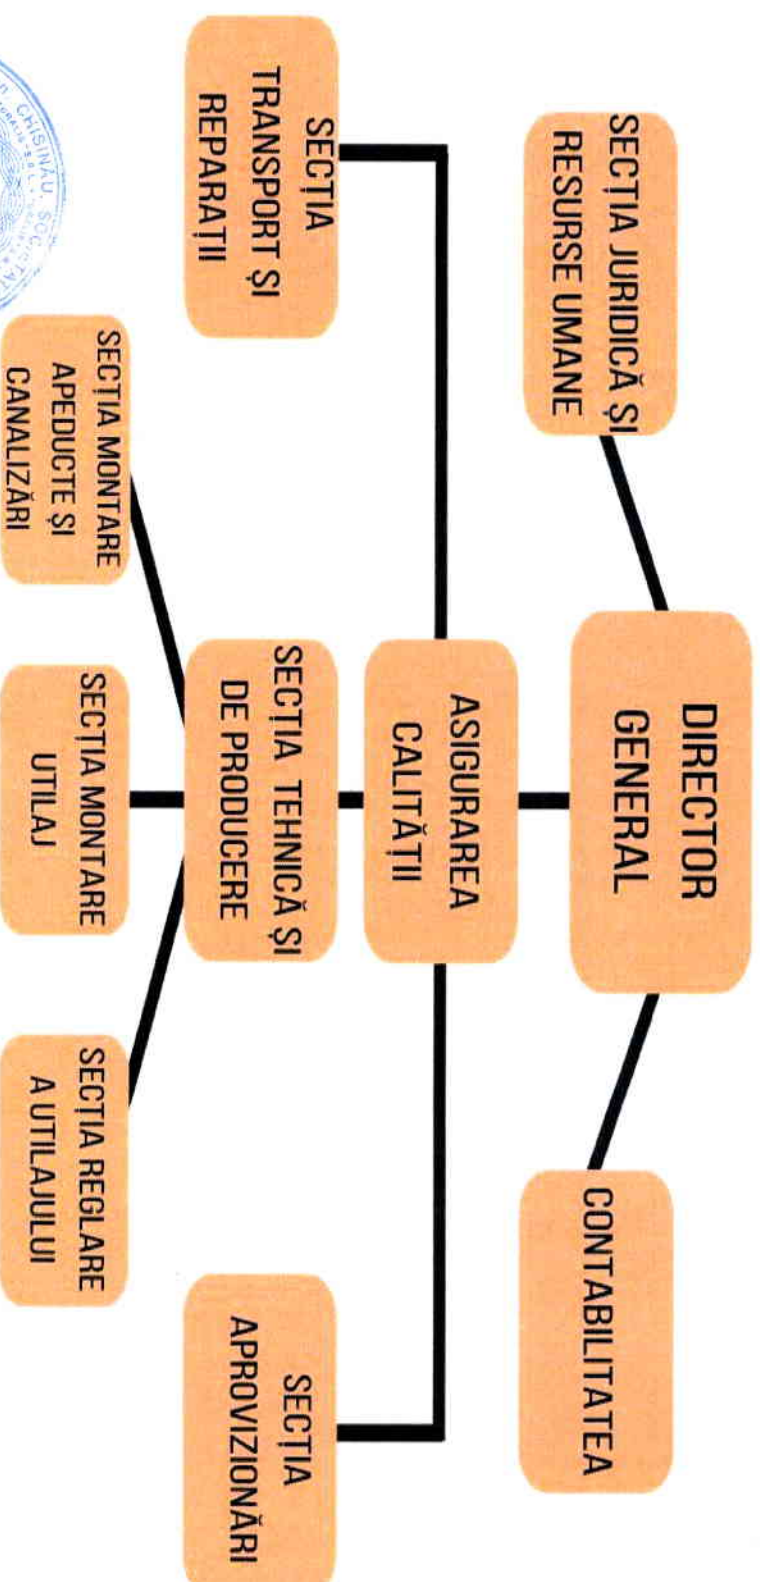 DIRECTOR
GENERAL
SECȚIA JURIDICĂ ȘI
RESURSE UMANE
CONTABILITATEA
ASIGURAREA
CALITĂȚII
SECȚIA
TRANSPORT ȘI
REPARAȚII
SECȚIA TEHNICĂ ȘI
DE PRODUCERE
SECȚIA
APROVIZIONĂRI
SECȚIA MONTARE
APEDUCTE ȘI
CANALIZĂRI
SECȚIA MONTARE
UTILAJ
SECȚIA REGLARE
A UTILAJULUI
CHIȘINĂU